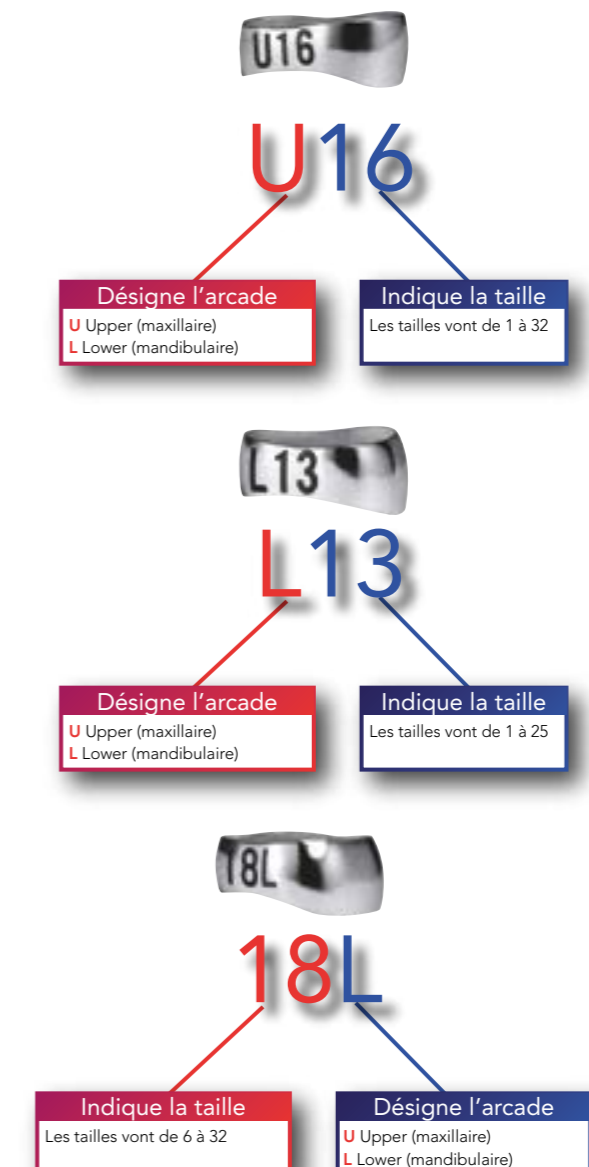 U16
U16
Désigne l'arcade
U Upper (maxillaire)
L Lower (mandibulaire)
Indique la taille
Les tailles vont de 1 à 32
L13
L13
Désigne l'arcade
U Upper (maxillaire)
L Lower (mandibulaire)
Indique la taille
Les tailles vont de 1 à 25
18L
18L
Indique la taille
Les tailles vont de 6 à 32
Désigne l'arcade
U Upper (maxillaire)
L Lower (mandibulaire)